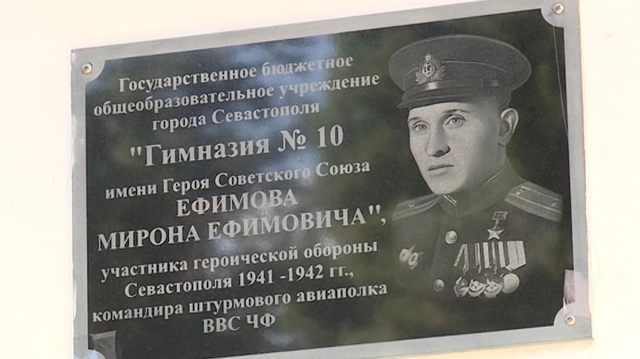 Государственное бюджетное
общеобразовательное учреждение
города Севастополя
"Гимназия № 10
имени Героя Советского Союза
ЕФИМОВА
МИРОНА ЕФИМОВИЧА",
участника героической обороны
Севастополя 1941 -1942 гг.,
командира штурмового авиаполка
ВВС ЧФ